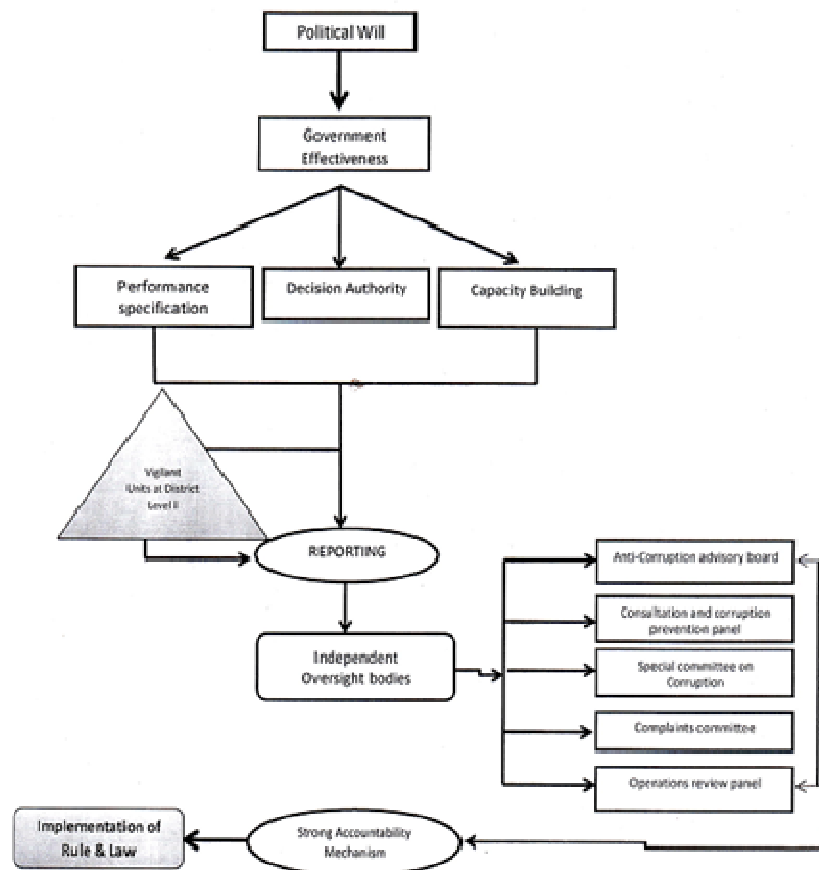 Political Will
Government
Effectiveness
Performance
specification
Decision Authority
Capacity Building
Vigilant
Units at District
Level II
REPORTIING
Independent
Oversight bodies
Anti-Corruption advisory board
Consultation and corruption
prevention panel
Special committee on
Corruption
Complaints committee
Operations review panel
Implementation of
Rule & Law
Strong Accountability
Mechanism